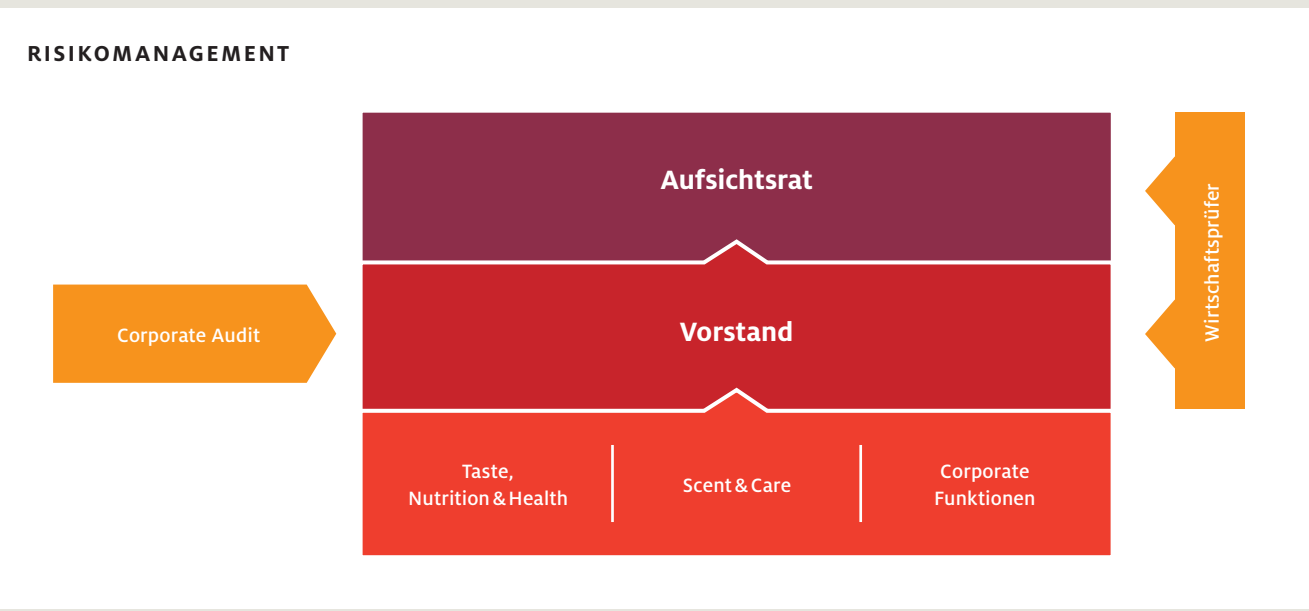 RISIKOMANAGEMENT
Aufsichtsrat
Wirtschaftsprüfer
Corporate Audit
Vorstand
Taste,
Nutrition & Health
Scent & Care
Corporate
Funktionen